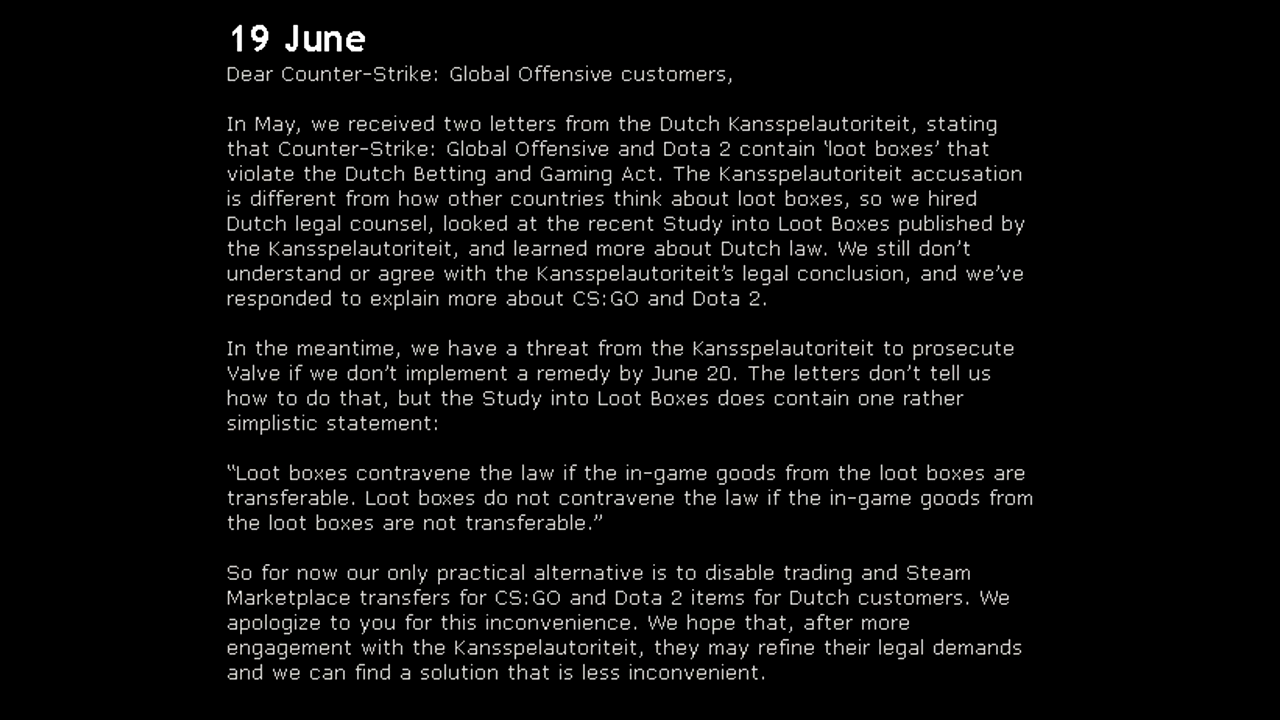 19 June
Dear Counter-Strike: Global Offensive customers,
In May, we received two letters from the Dutch Kansspelautoriteit, stating
that Counter-Strike: Global Offensive and Dota 2 contain ‘loot boxes’ that
violate the Dutch Betting and Gaming Act. The Kansspelautoriteit accusation
is different from how other countries think about loot boxes, so we hired
Dutch legal counsel, looked at the recent Study into Loot Boxes published by
the Kansspelautoriteit, and learned more about Dutch law. We still don’t
understand or agree with the Kansspelautoriteit’s legal conclusion, and we’ve
responded to explain more about CS:GO and Dota 2.
In the meantime, we have a threat from the Kansspelautoriteit to prosecute
Valve if we don’t implement a remedy by June 20. The letters don’t tell us
how to do that, but the Study into Loot Boxes does contain one rather
simplistic statement:
“Loot boxes contravene the law if the in-game goods from the loot boxes are
transferable. Loot boxes do not contravene the law if the in-game goods from
the loot boxes are not transferable.”
So for now our only practical alternative is to disable trading and Steam
Marketplace transfers for CS:GO and Dota 2 items for Dutch customers. We
apologize to you for this inconvenience. We hope that, after more
engagement with the Kansspelautoriteit, they may refine their legal demands
and we can find a solution that is less inconvenient.